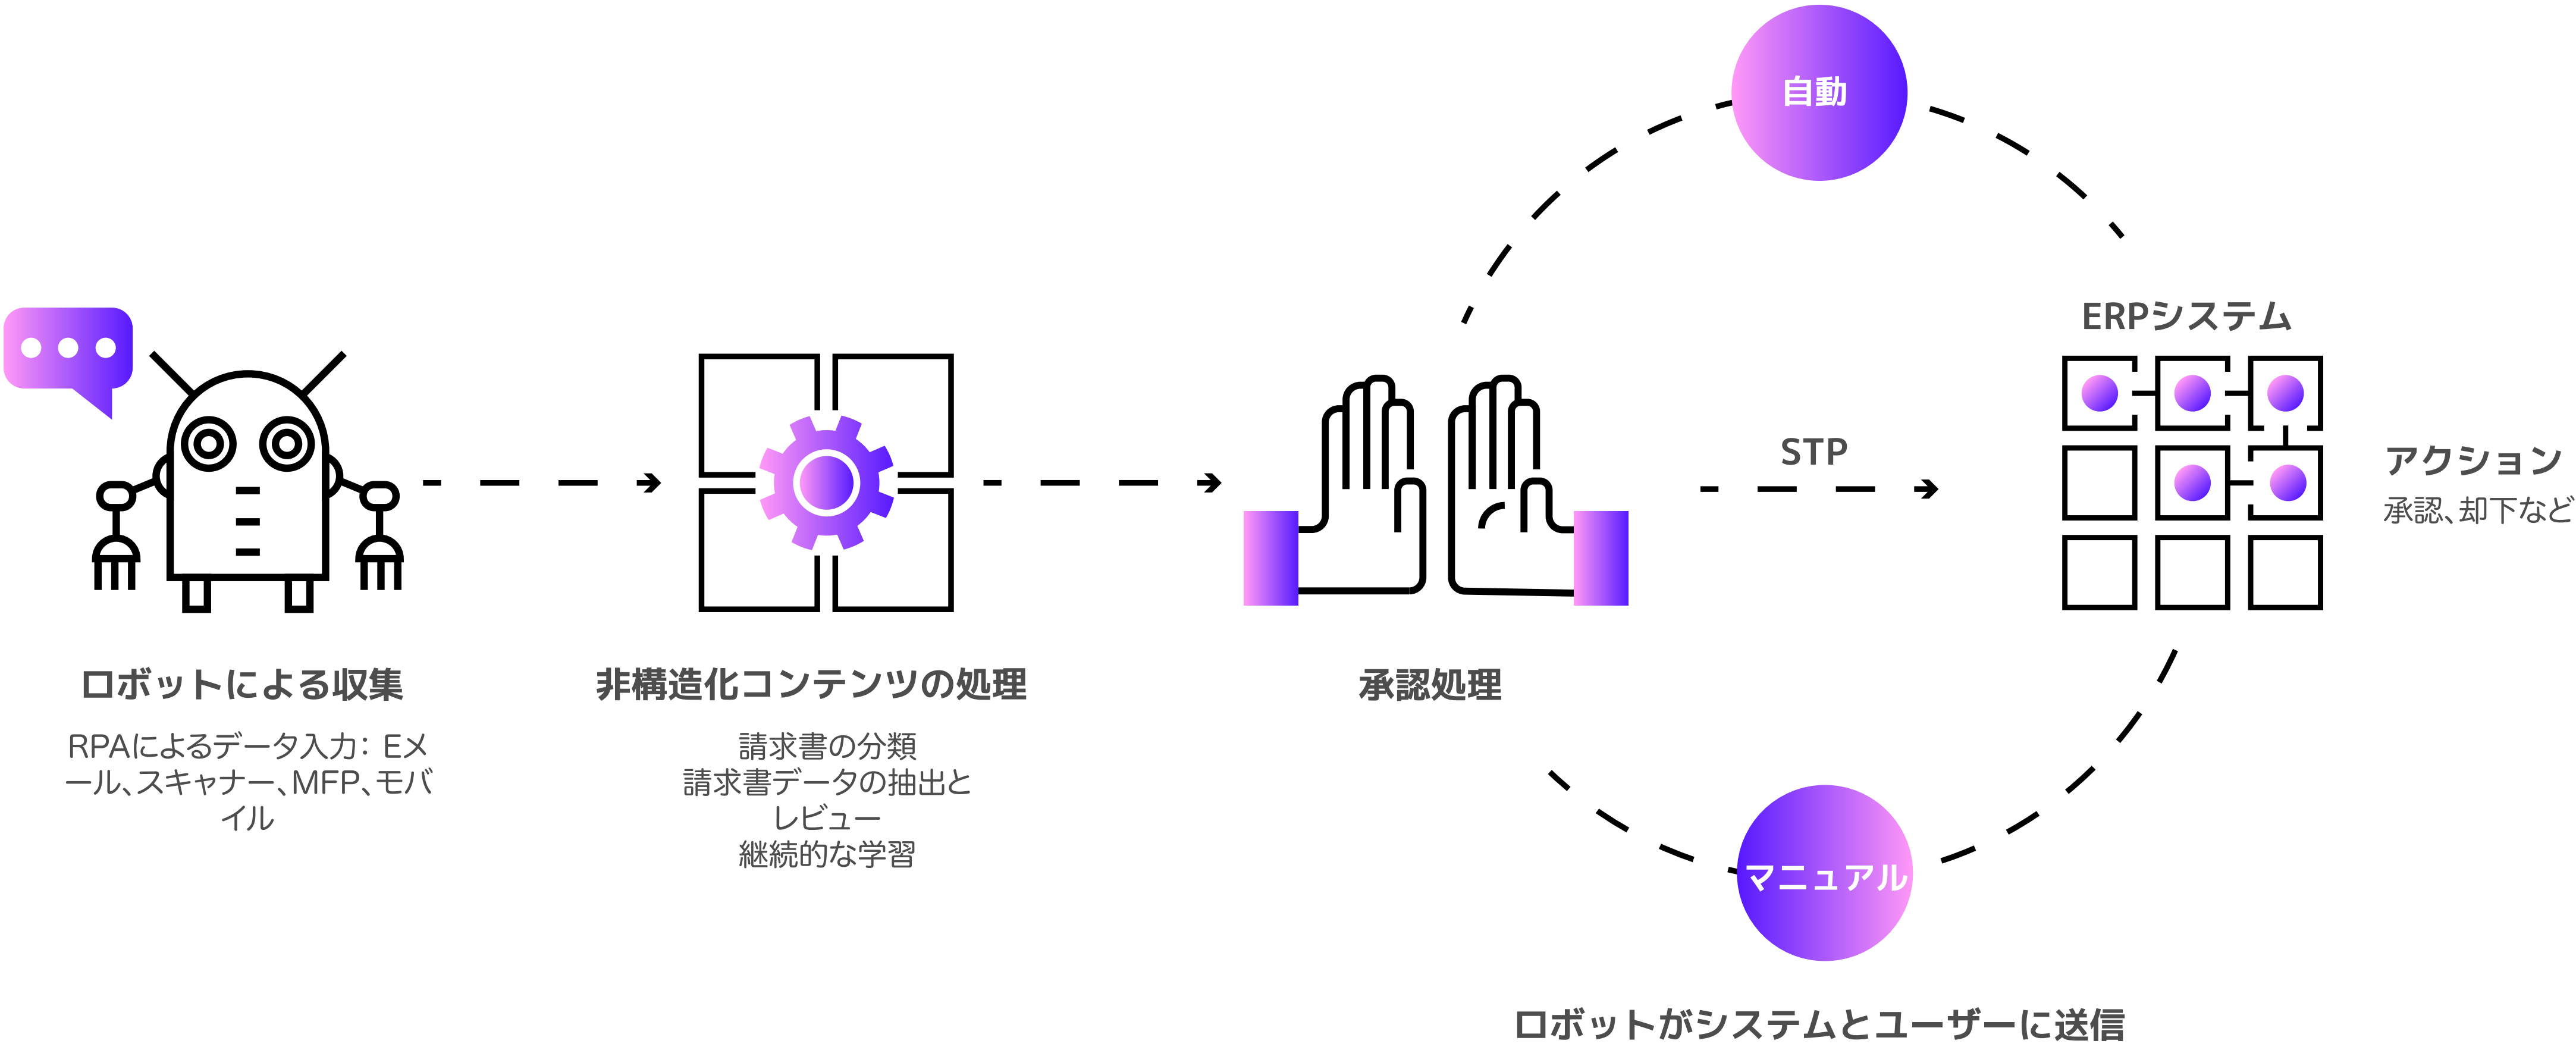 自動
ERPシステム
STP
アクション
承認、却下など
ロボットによる収集
RPAによるデータ入力： Eメ
ール、スキャナー、MFP、モバ
イル
非構造化コンテンツの処理
請求書の分類
請求書データの抽出と
レビュー
継続的な学習
承認処理
マニュアル
ロボットがシステムとユーザーに送信